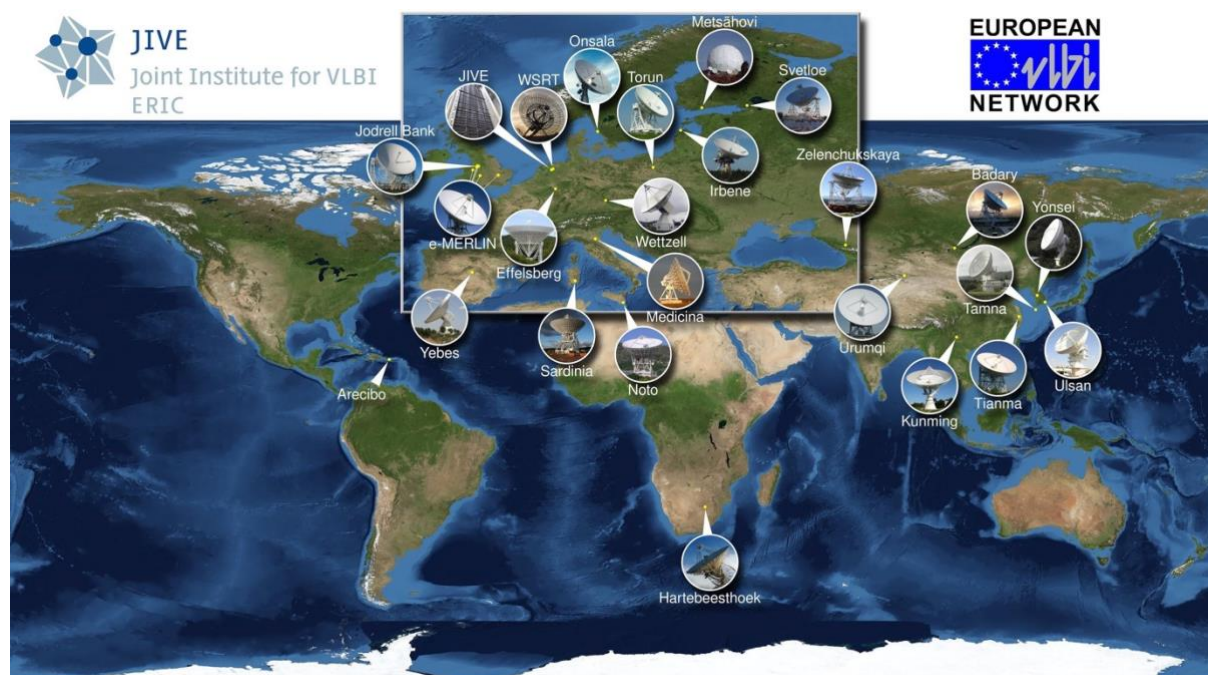 JIVE
Joint Institute for VLBI
ERIC
EUROPEAN
vlbi
NETWORK
Metsähovi
Onsala
JIVE
WSRT
Torun
Svetloe
Jodrell Bank
Zelenchukskaya
Badary
Irbene
Yonsei
e-MERLIN
Wettzell
Effelsberg
Tamna
Medicina
Urumqi
Yebes
Sardinia
Noto
Ulsan
Arecibo
Tianma
Kunming
Hartebeesthoek